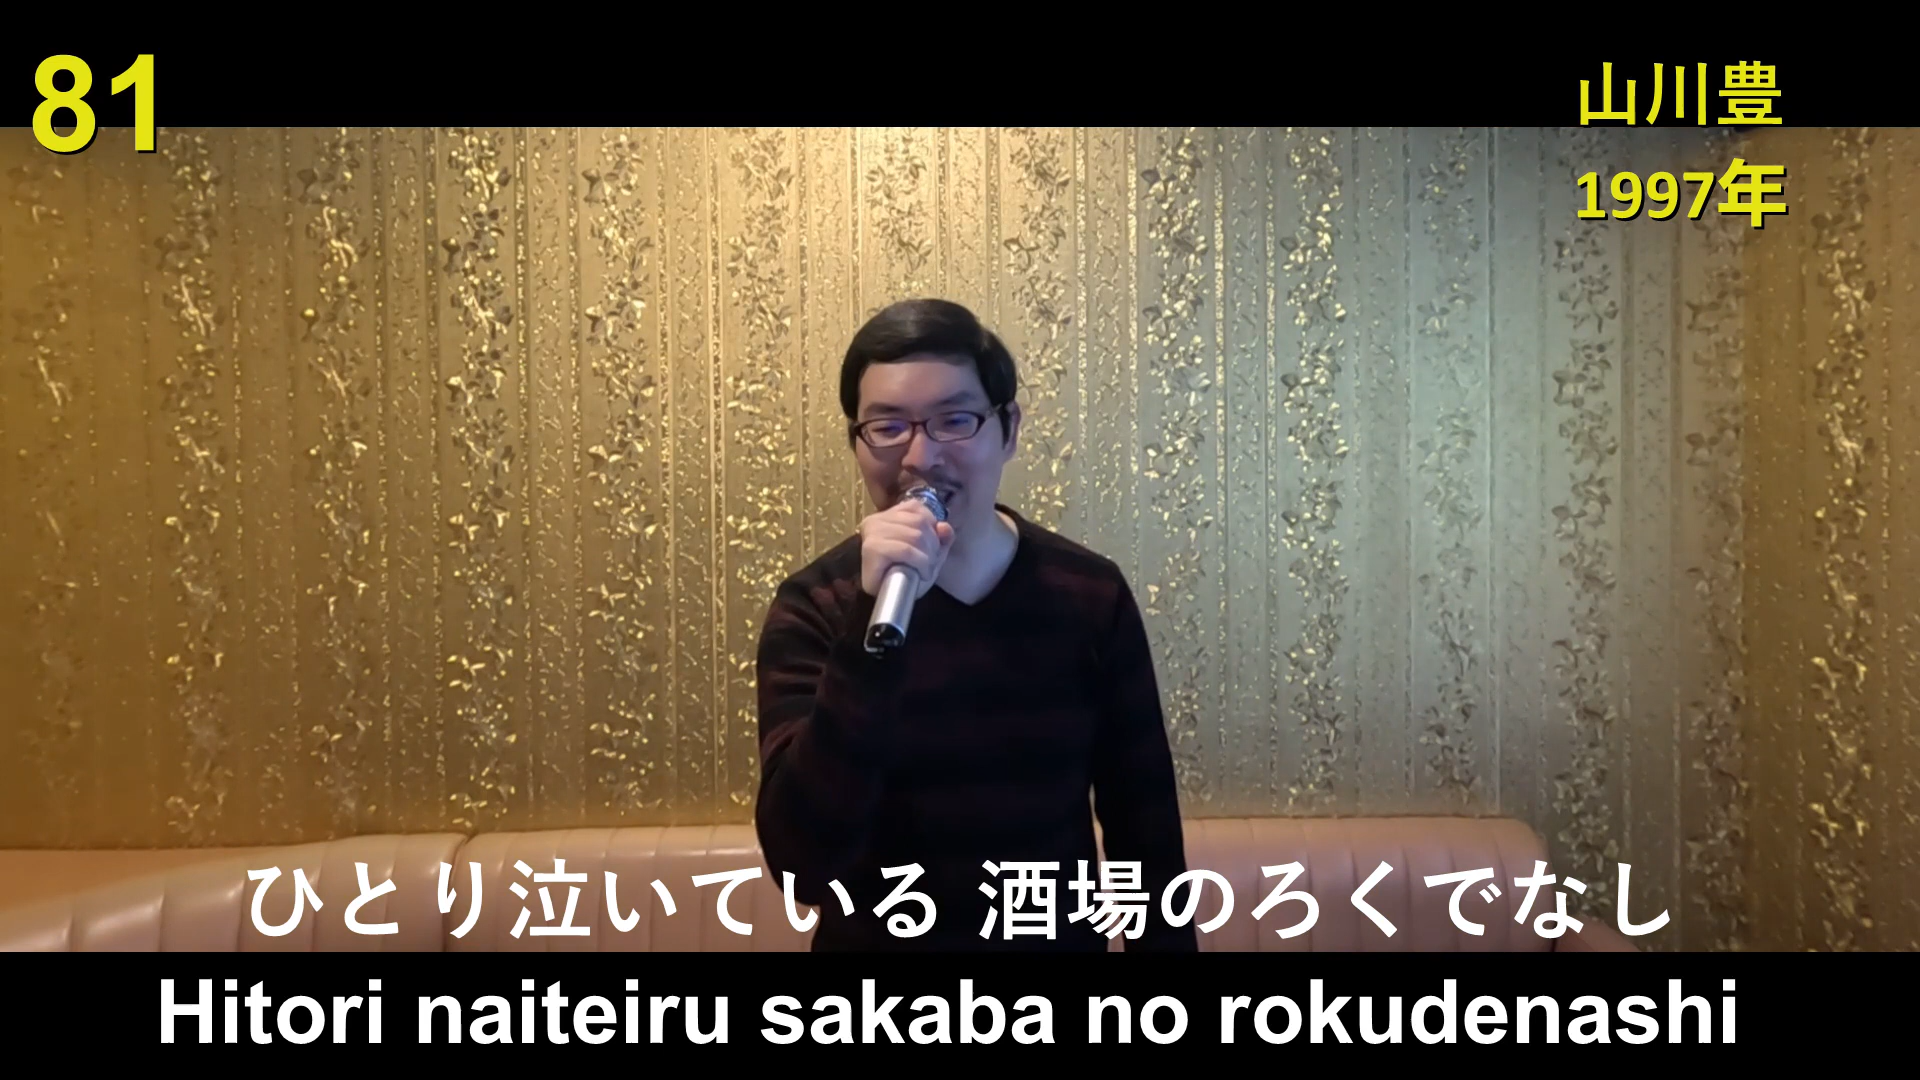 81
山川豊
1997年
ひとり泣いている 酒場のろくでなし
Hitori naiteiru sakaba no rokudenashi